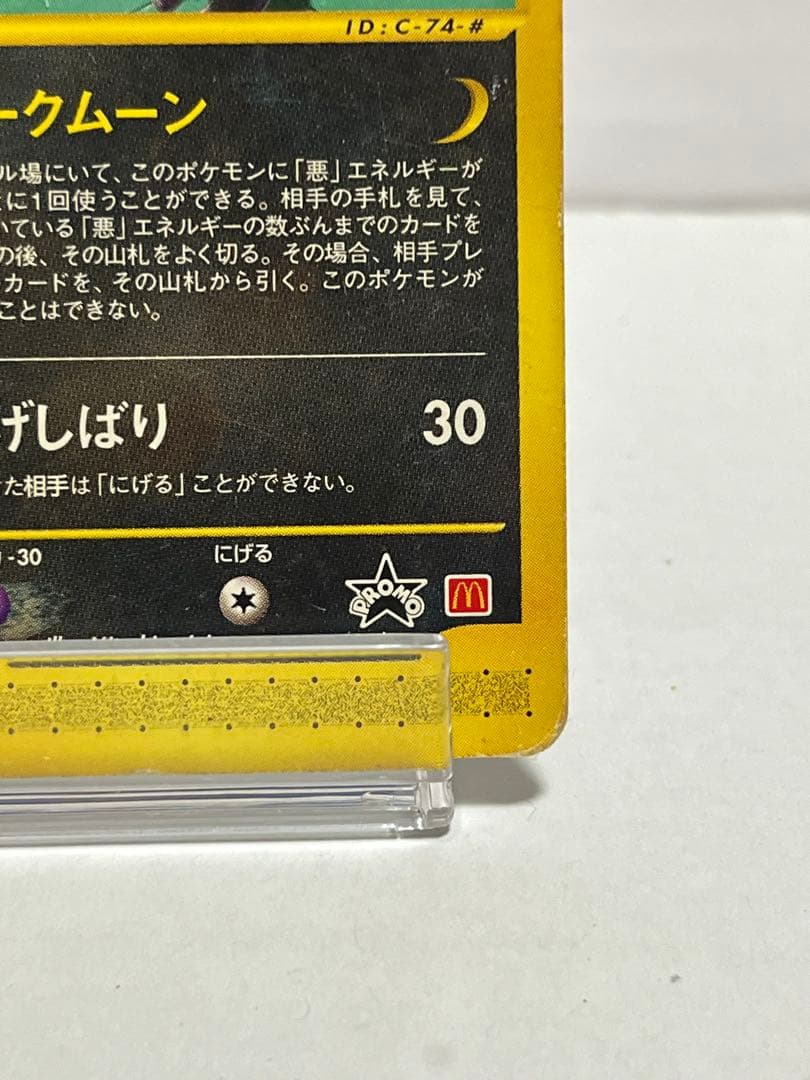 ID : C-74-#
ークムーン
ル場にいて、このポケモンに「悪」エネルギーが
に1回使うことができる。相手の手札を見て、
いている「悪」エネルギーの数ぶんまでのカードを
の後、その山札をよく切る。その場合、相手プレ
カードを、その山札から引く。このポケモンが
ことはできない。
げしばり 30
た相手は「にげる」ことができない。
-30 にげる
PROMO